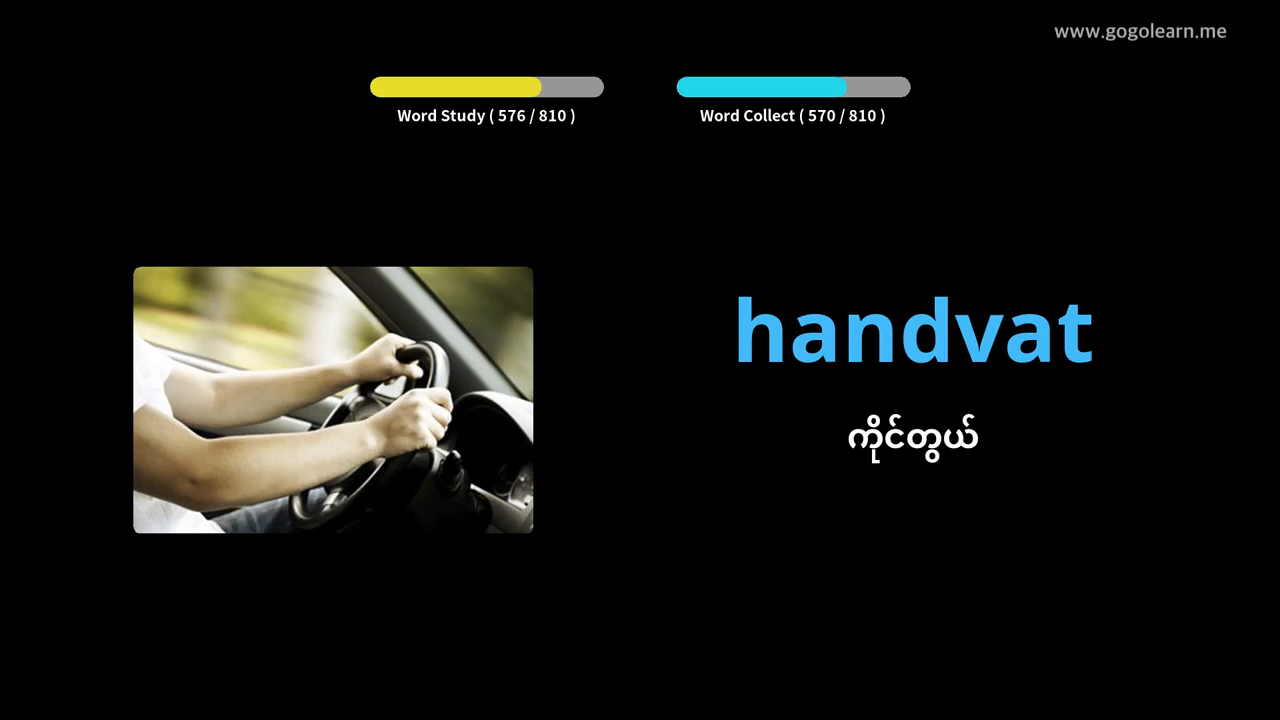 www.gogolearn.me
Word Study ( 576 / 810 )
Word Collect ( 570 / 810 )
handvat
ကိုင်တွယ်